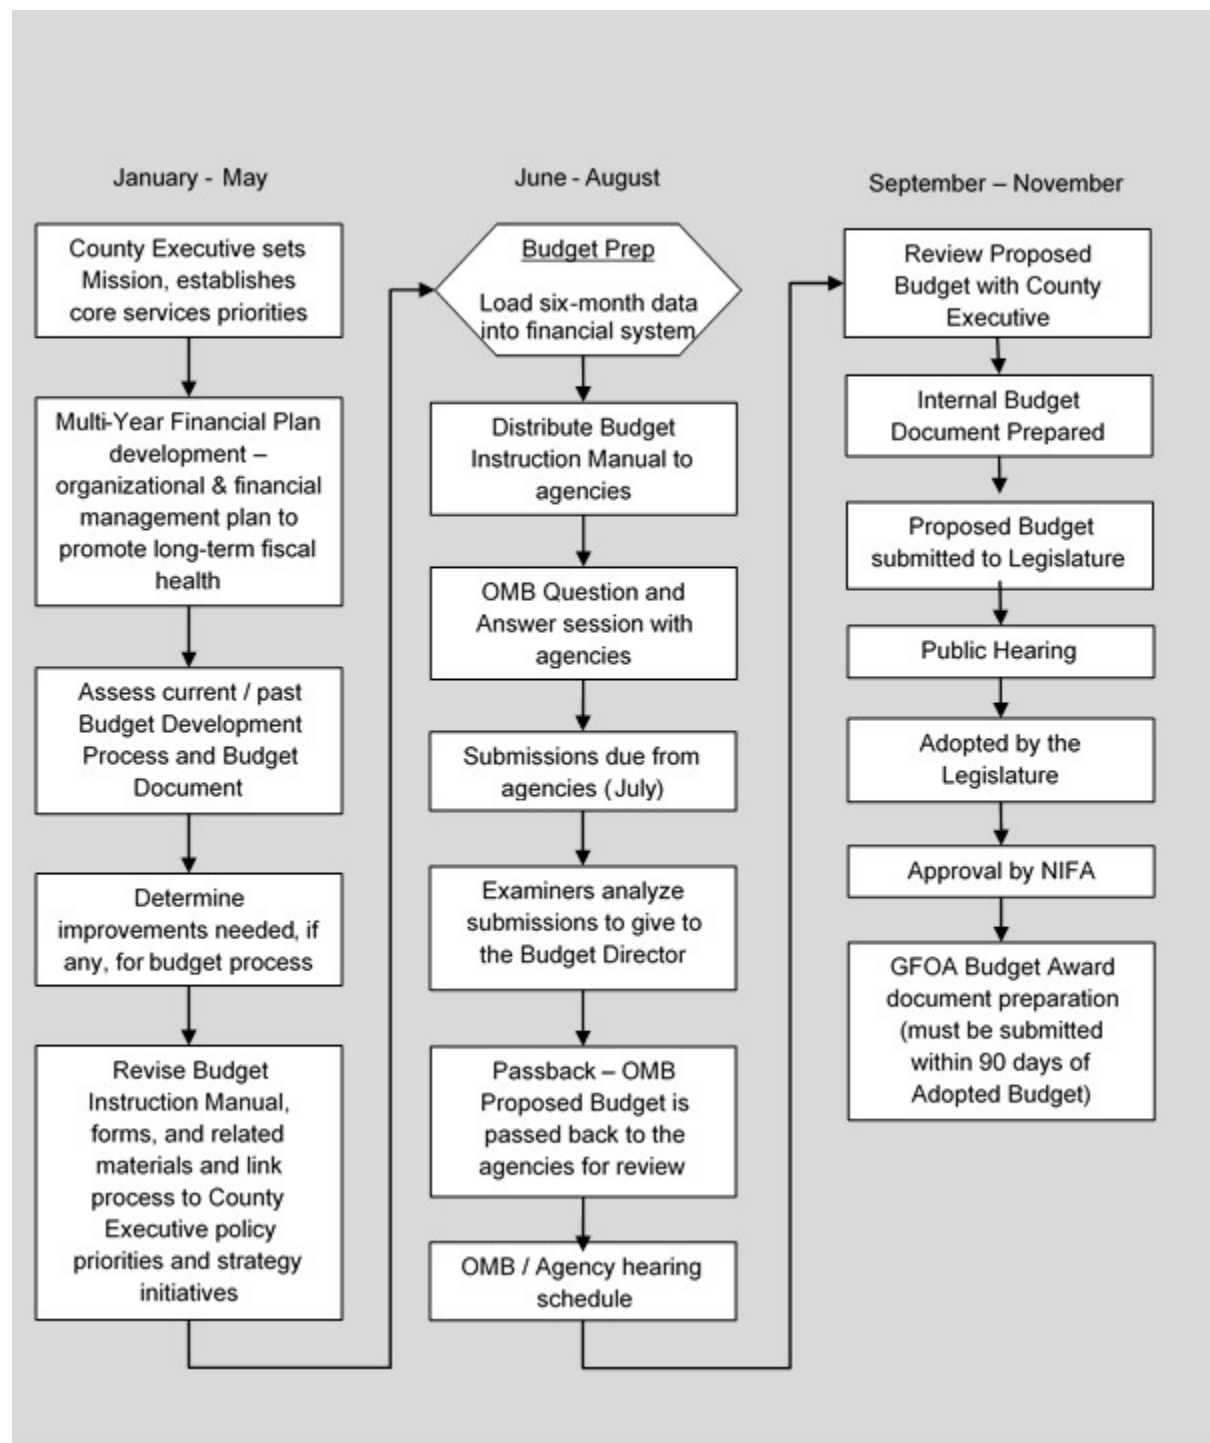 January - May
County Executive sets
Mission, establishes
core services priorities
Multi-Year Financial Plan
development –
organizational & financial
management plan to
promote long-term fiscal
health
Assess current / past
Budget Development
Process and Budget
Document
Determine
improvements needed, if
any, for budget process
Revise Budget
Instruction Manual,
forms, and related
materials and link
process to County
Executive policy
priorities and strategy
initiatives
June - August
Budget Prep
Load six-month data
into financial system
Distribute Budget
Instruction Manual to
agencies
OMB Question and
Answer session with
agencies
Submissions due from
agencies (July)
Examiners analyze
submissions to give to
the Budget Director
Passback – OMB
Proposed Budget is
passed back to the
agencies for review
OMB / Agency hearing
schedule
September – November
Review Proposed
Budget with County
Executive
Internal Budget
Document Prepared
Proposed Budget
submitted to Legislature
Public Hearing
Adopted by the
Legislature
Approval by NIFA
GFOA Budget Award
document preparation
(must be submitted
within 90 days of
Adopted Budget)